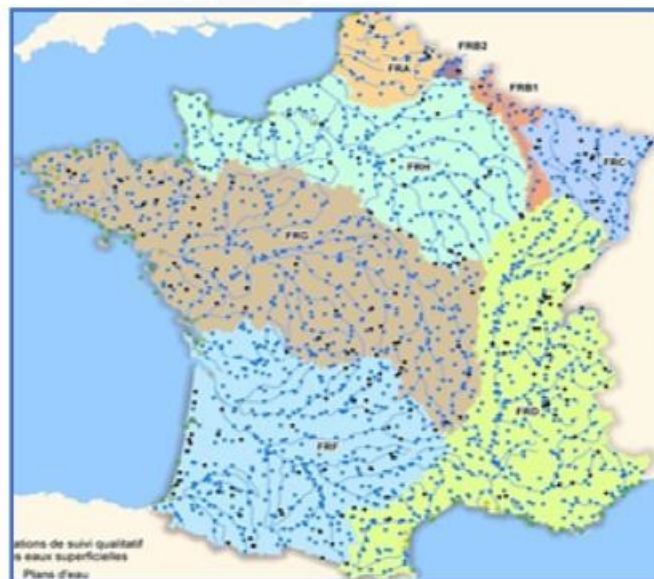 FRB2
FRA
FRB1
FRC
FRH
FRG
FRD
FRF
ations de suivi qualitatif
s eaux superficielles
Plans d'eau